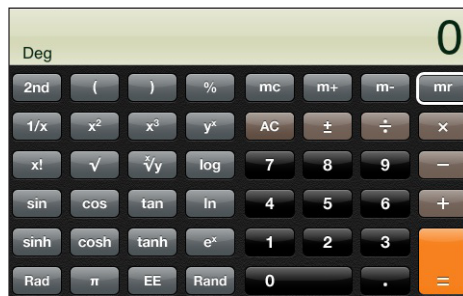 0
Deg
2nd ( ) % mc m+ m- mr
1/x x² x³ yˣ AC ± ÷ ×
x! √ ˣ√y log 7 8 9 −
sin cos tan ln 4 5 6 +
sinh cosh tanh eˣ 1 2 3
Rad π EE Rand 0 . =